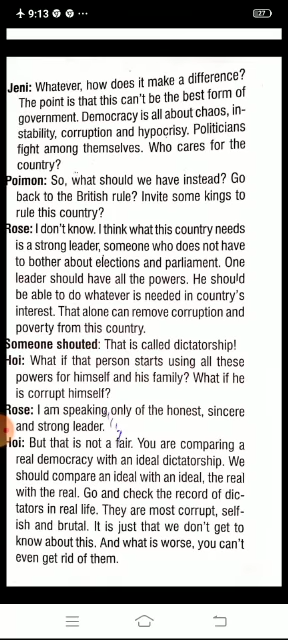 9:13
27
Jeni: Whatever, how does it make a difference?
The point is that this can't be the best form of
government. Democracy is all about chaos, in-
stability, corruption and hypocrisy. Politicians
fight among themselves. Who cares for the
country?
Poimon: So, what should we have instead? Go
back to the British rule? Invite some kings to
rule this country?
Rose: I don't know. I think what this country needs
is a strong leader, someone who does not have
to bother about elections and parliament. One
leader should have all the powers. He should
be able to do whatever is needed in country's
interest. That alone can remove corruption and
poverty from this country.
Someone shouted: That is called dictatorship!
Hoi: What if that person starts using all these
powers for himself and his family? What if he
is corrupt himself?
Rose: I am speaking only of the honest, sincere
and strong leader.
Hoi: But that is not a fair. You are comparing a
real democracy with an ideal dictatorship. We
should compare an ideal with an ideal, the real
with the real. Go and check the record of dic-
tators in real life. They are most corrupt, self-
ish and brutal. It is just that we don't get to
know about this. And what is worse, you can't
even get rid of them.